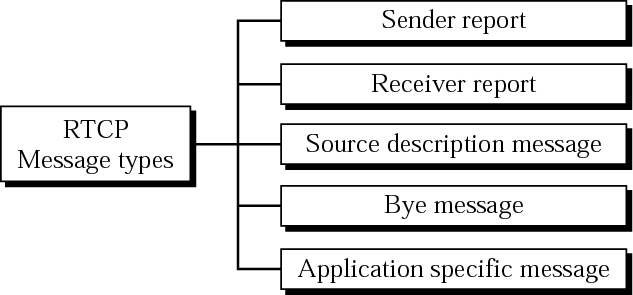 Sender report
Receiver report
RTCP
Message types
Source description message
Bye message
Application specific message